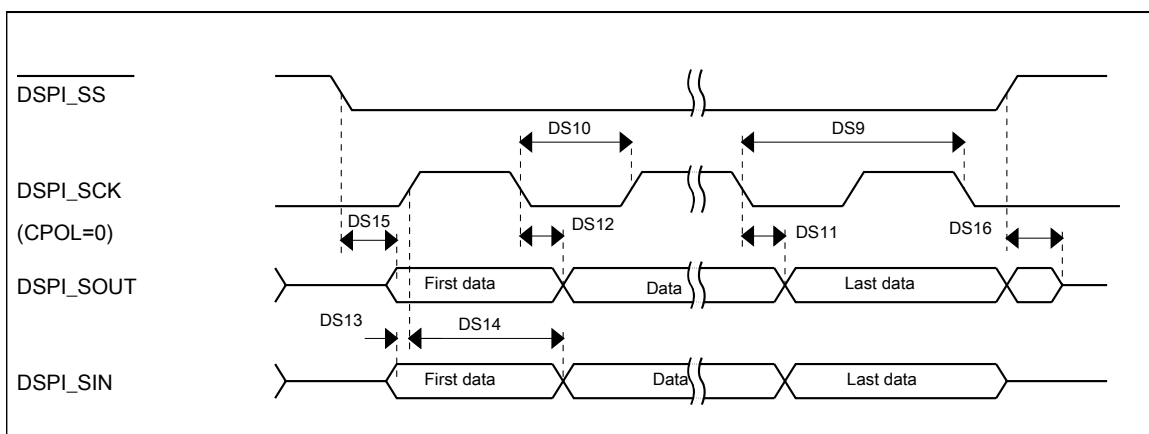 DSPI_SS
DS10
DS9
DSPI_SCK
(CPOL=0)
DS15
DS12
DS11
DS16
DSPI_SOUT
First data
Data
Last data
DS13
DS14
DSPI_SIN
First data
Data
Last data